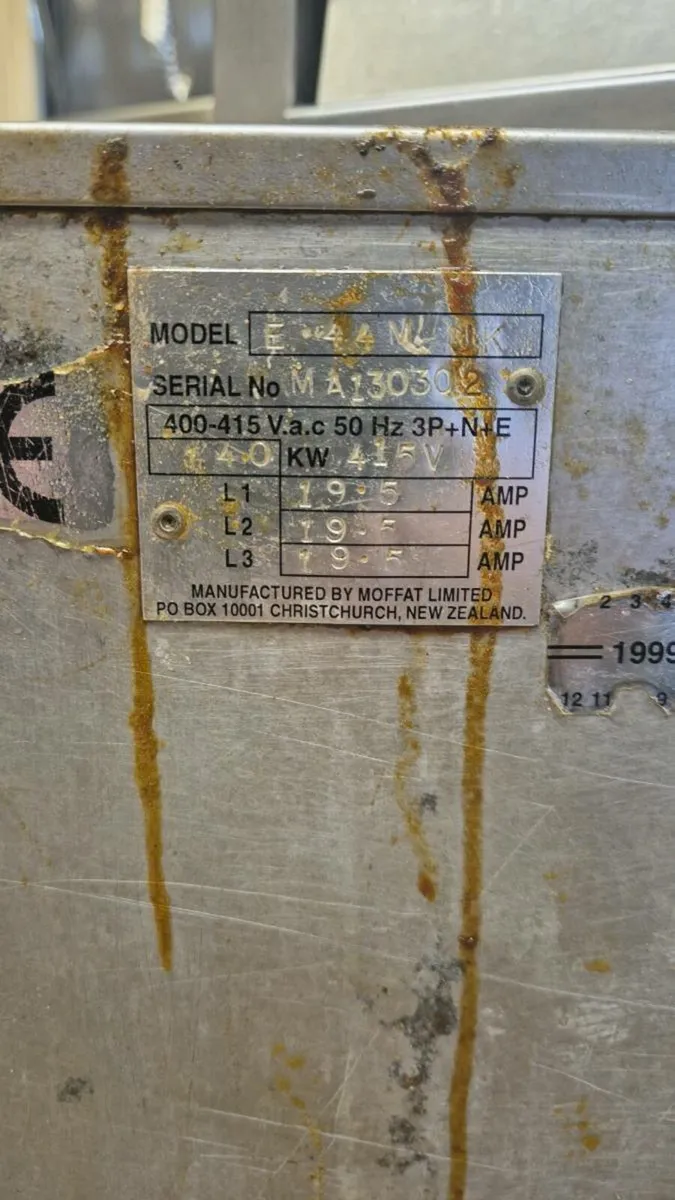 MODEL E·44 MK
SERIAL No MA130302
400-415 V.a.c 50 Hz 3P+N+E
KW 415V
L1 19·5 AMP
L2 19·5 AMP
L3 19·5 AMP
MANUFACTURED BY MOFFAT LIMITED
PO BOX 10001 CHRISTCHURCH, NEW ZEALAND.
CE
1 2 3 4
1999
12 11 9